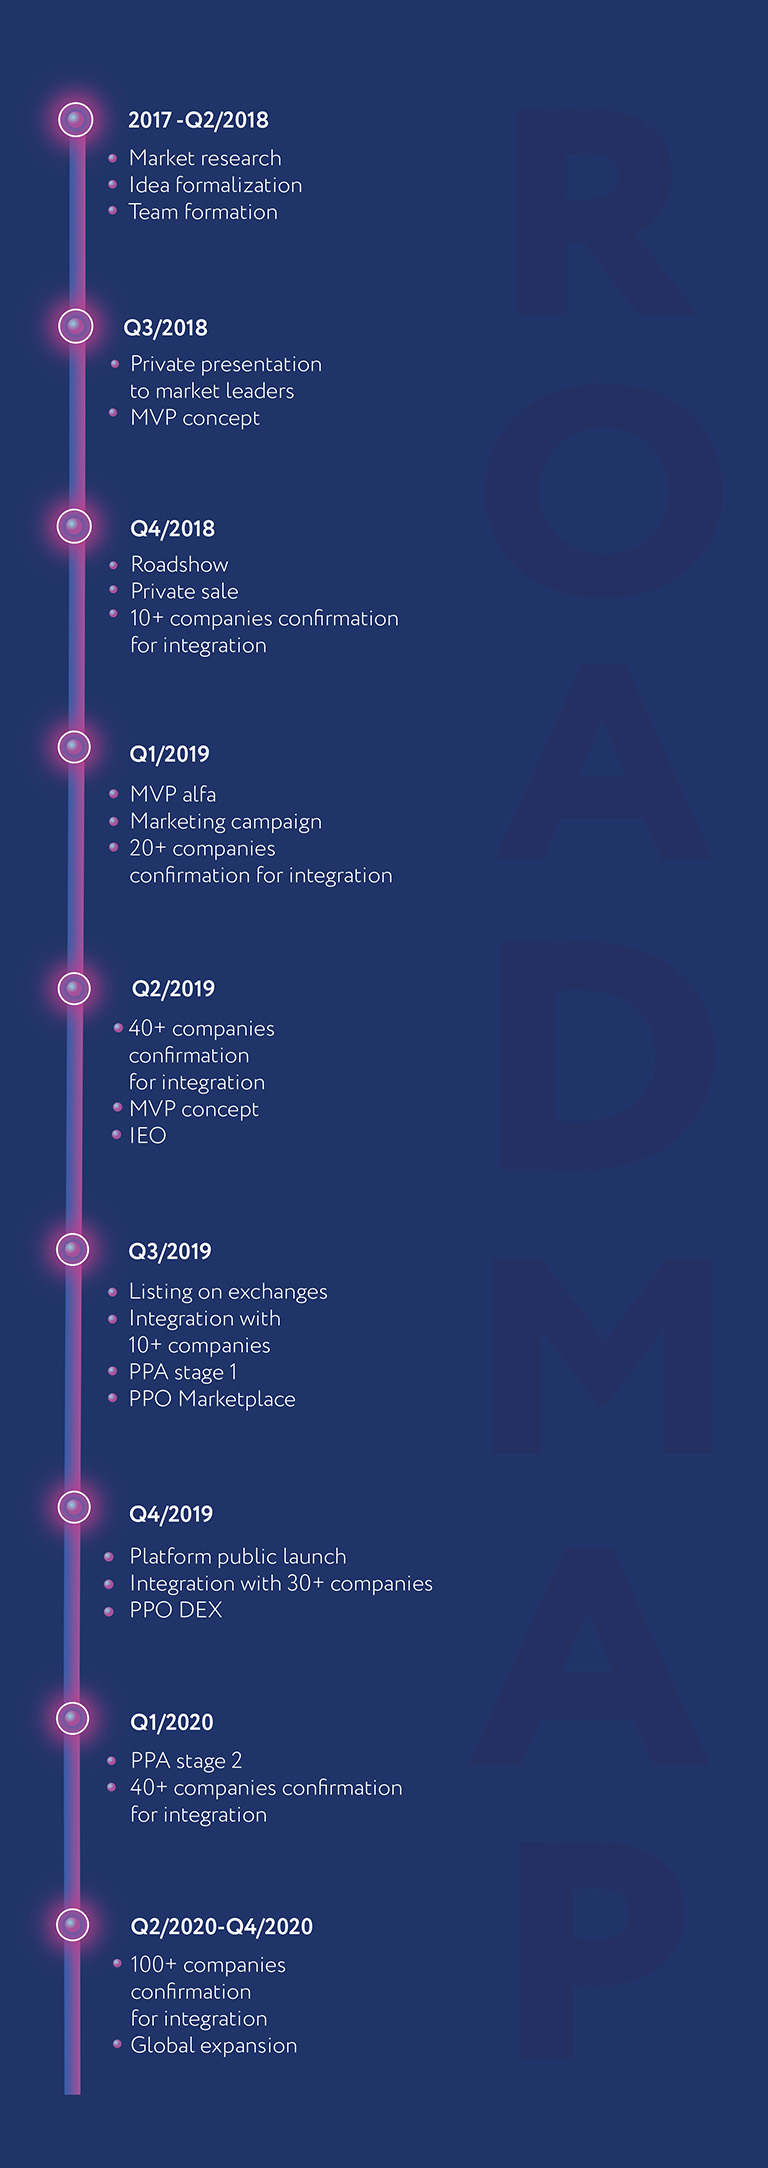 2017 -Q2/2018
Market research
Idea formalization
Team formation
Q3/2018
Private presentation
to market leaders
MVP concept
Q4/2018
Roadshow
Private sale
10+ companies confirmation
for integration
Q1/2019
MVP alfa
Marketing campaign
20+ companies
confirmation for integration
Q2/2019
40+ companies
confirmation
for integration
MVP concept
IEO
Q3/2019
Listing on exchanges
Integration with
10+ companies
PPA stage 1
PPO Marketplace
Q4/2019
Platform public launch
Integration with 30+ companies
PPO DEX
Q1/2020
PPA stage 2
40+ companies confirmation
for integration
Q2/2020-Q4/2020
100+ companies
confirmation
for integration
Global expansion
ROADMAP